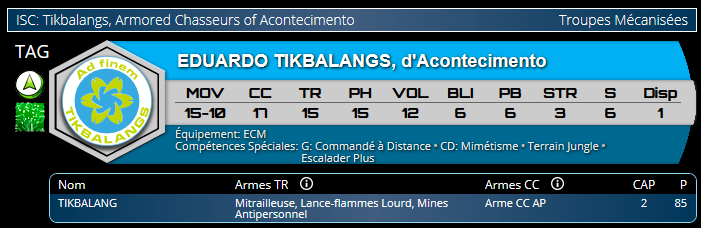 ISC: Tikbalangs, Armored Chasseurs of Acontecimento Troupes Mécanisées
TAG
Ad finem
TIKBALANGS
EDUARDO TIKBALANGS, d'Acontecimento
MOV CC TR PH VOL BLI PB STR S Disp
15-10 17 15 15 12 6 6 3 6 1
Équipement: ECM
Compétences Spéciales: G: Commandé à Distance • CD: Mimétisme • Terrain Jungle •
Escalader Plus
Nom Armes TR Armes CC CAP P
TIKBALANG Mitrailleuse, Lance-flammes Lourd, Mines Arme CC AP 2 85
Antipersonnel